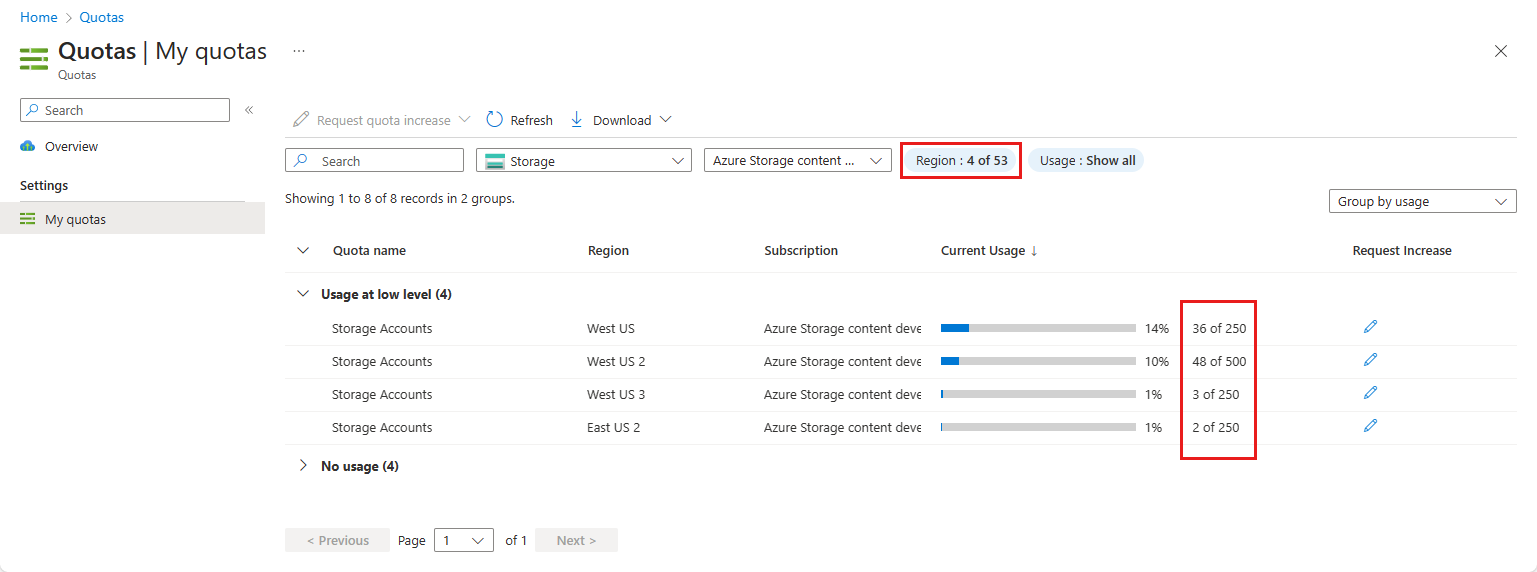 Home > Quotas
Quotas | My quotas ...
Quotas
Search «
Overview
Settings
My quotas
Request quota increase Refresh Download
Search Storage Azure Storage content ... Region : 4 of 53 Usage : Show all
Showing 1 to 8 of 8 records in 2 groups.
Group by usage
Quota name Region Subscription Current Usage ↓ Request Increase
Usage at low level (4)
Storage Accounts West US Azure Storage content deve 14% 36 of 250
Storage Accounts West US 2 Azure Storage content deve 10% 48 of 500
Storage Accounts West US 3 Azure Storage content deve 1% 3 of 250
Storage Accounts East US 2 Azure Storage content deve 1% 2 of 250
No usage (4)
< Previous Page 1 of 1 Next >